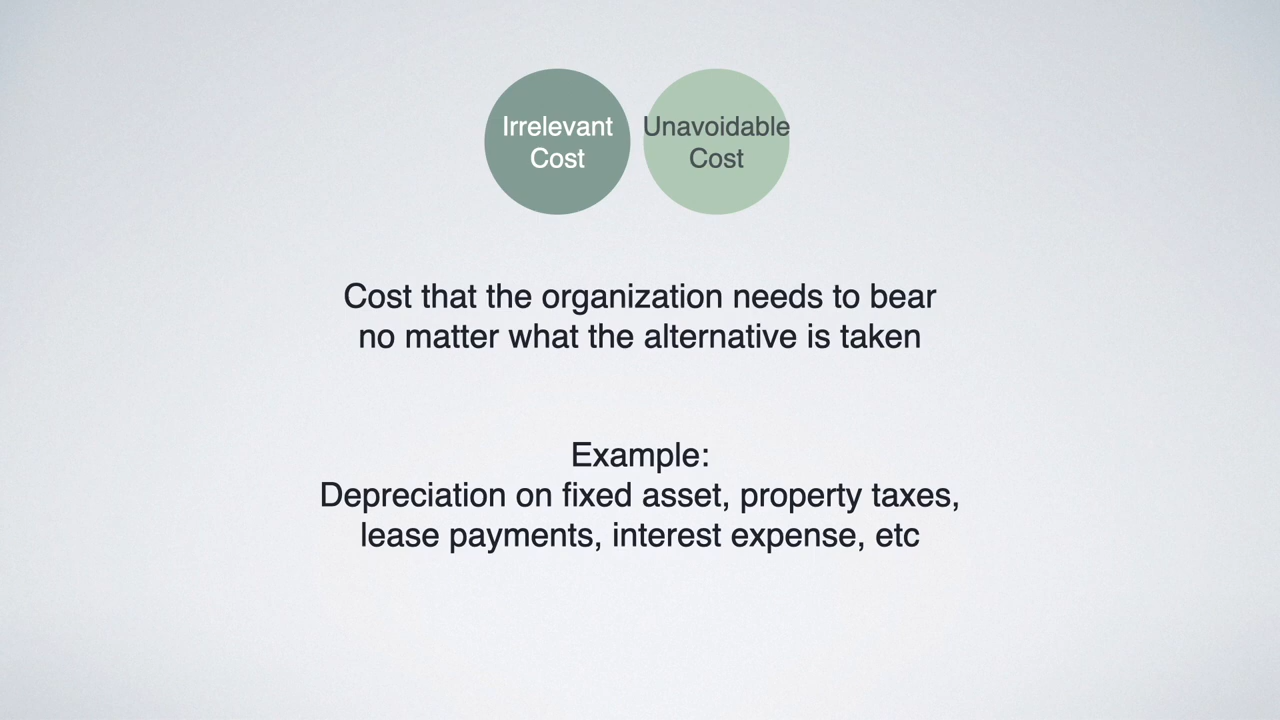 Irrelevant
Cost
Unavoidable
Cost
Cost that the organization needs to bear
no matter what the alternative is taken
Example:
Depreciation on fixed asset, property taxes,
lease payments, interest expense, etc